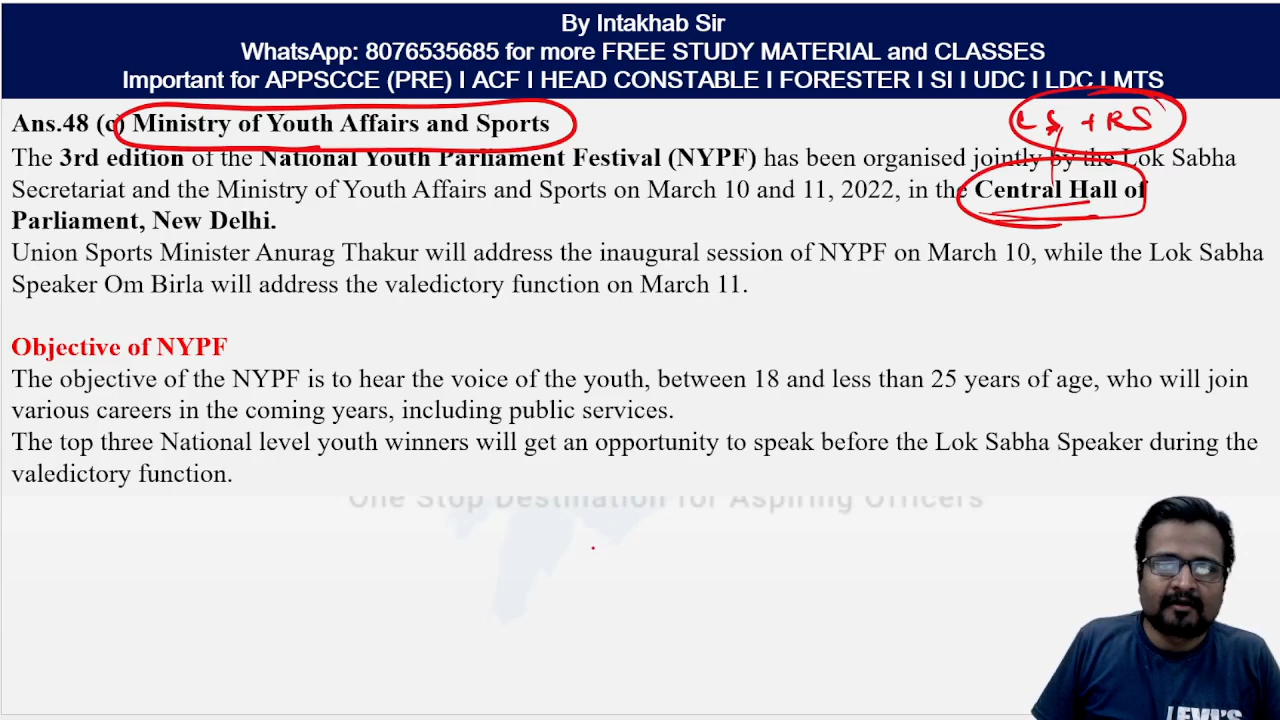 By Intakhab Sir
WhatsApp: 8076535685 for more FREE STUDY MATERIAL and CLASSES
Important for APPSCCE (PRE) I ACF I HEAD CONSTABLE I FORESTER I SI I UDC I LDC I MTS
Ans.48 (c) Ministry of Youth Affairs and Sports
LS + RS
The 3rd edition of the National Youth Parliament Festival (NYPF) has been organised jointly by the Lok Sabha
Secretariat and the Ministry of Youth Affairs and Sports on March 10 and 11, 2022, in the Central Hall of
Parliament, New Delhi.
Union Sports Minister Anurag Thakur will address the inaugural session of NYPF on March 10, while the Lok Sabha
Speaker Om Birla will address the valedictory function on March 11.
Objective of NYPF
The objective of the NYPF is to hear the voice of the youth, between 18 and less than 25 years of age, who will join
various careers in the coming years, including public services.
The top three National level youth winners will get an opportunity to speak before the Lok Sabha Speaker during the
valedictory function.
One Stop Destination for Aspiring Officers
LEVI'S